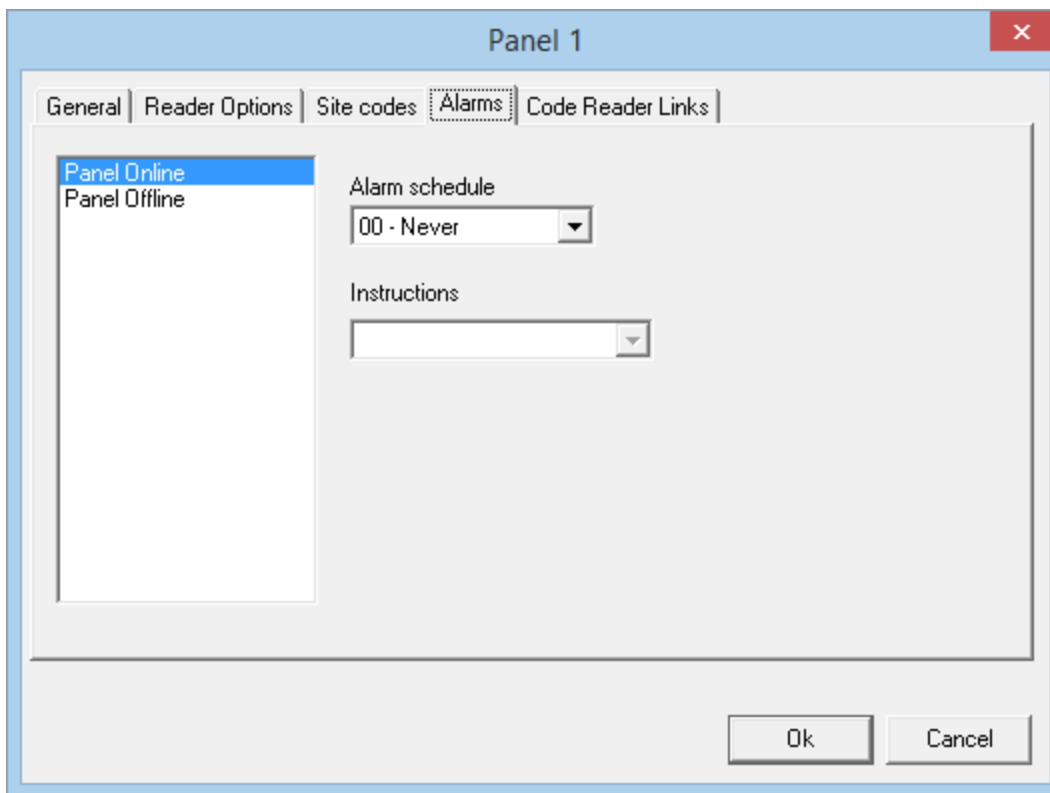 Panel 1
General Reader Options Site codes Alarms Code Reader Links
Panel Online
Panel Offline
Alarm schedule
00 - Never
Instructions
Ok Cancel